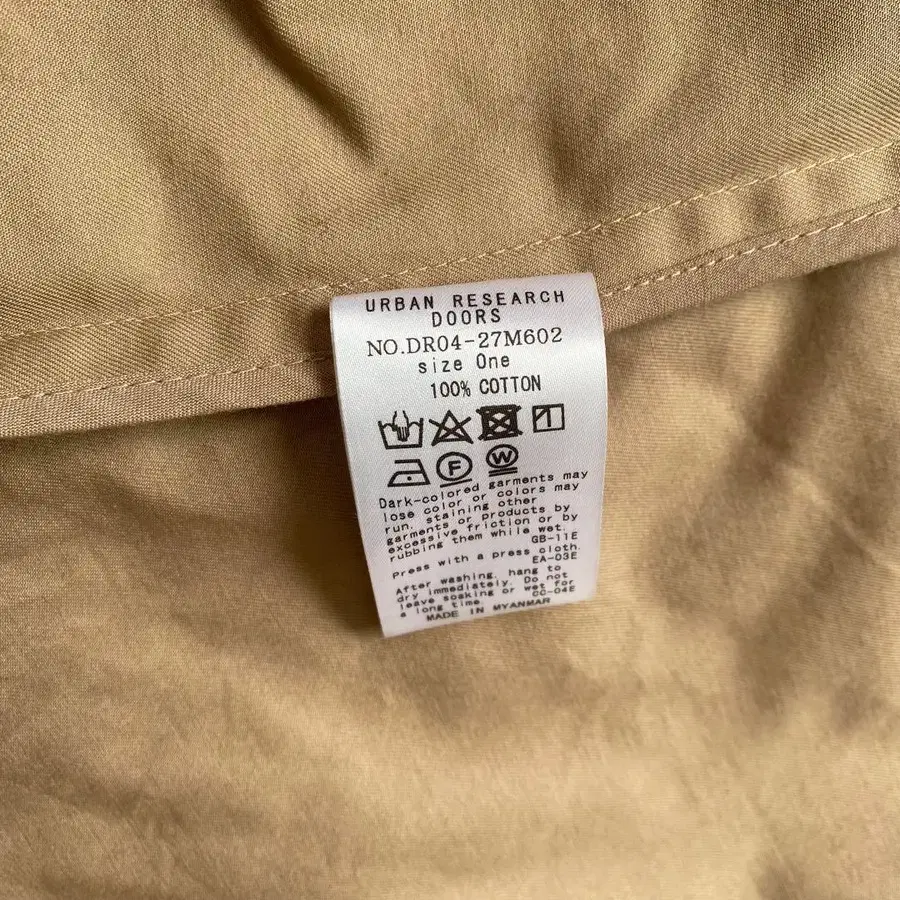 URBAN RESEARCH
DOORS
NO.DR04-27M602
size One
100% COTTON
F W
Dark-colored garments may
lose color or colors may
run, staining other
garments or products by
excessive friction or by
rubbing them while wet.
GB-11E
Press with a press cloth.
EA-03E
After washing, hang to
dry immediately. Do not
leave soaking or wet for
a long time.
CC-04E
MADE IN MYANMAR